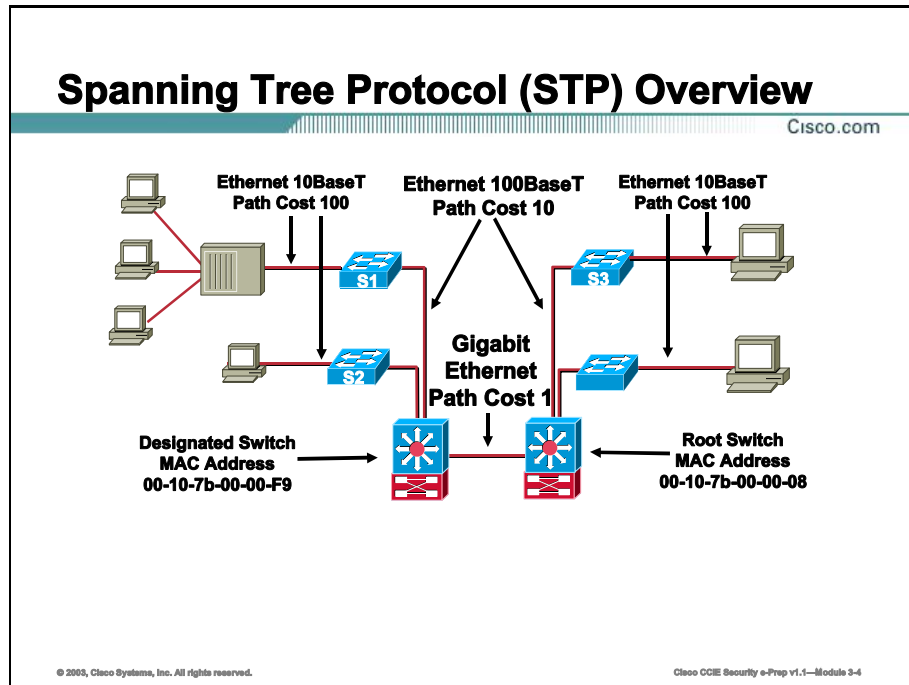 Spanning Tree Protocol (STP) Overview
Cisco.com
Ethernet 10BaseT
Path Cost 100
Ethernet 100BaseT
Path Cost 10
Ethernet 10BaseT
Path Cost 100
S1
S3
Gigabit
Ethernet
Path Cost 1
S2
Designated Switch
MAC Address
00-10-7b-00-00-F9
Root Switch
MAC Address
00-10-7b-00-00-08
© 2003, Cisco Systems, Inc. All rights reserved.
Cisco CCIE Security e-Prep v1.1—Module 3-4